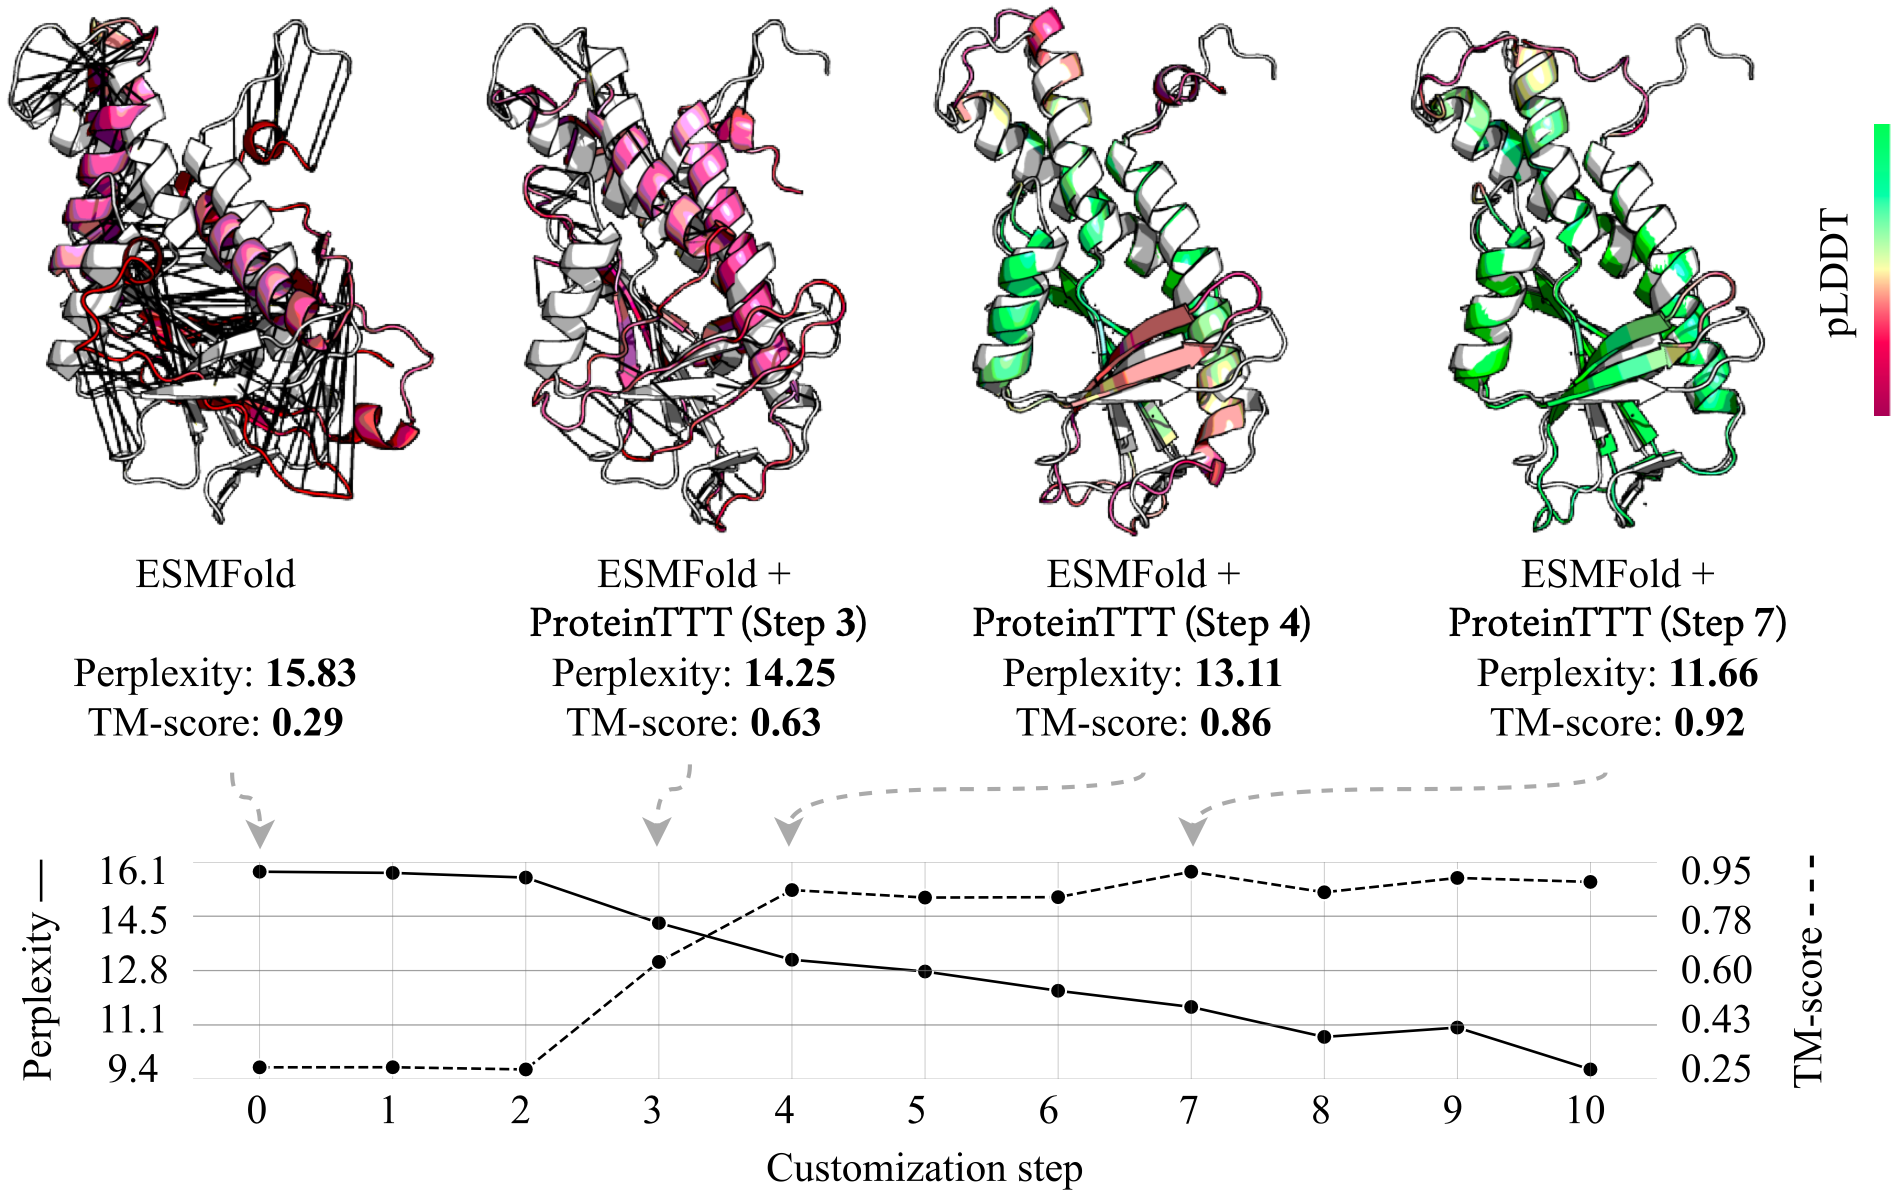 pLDDT
ESMFold
ESMFold +
ProteinTTT (Step 3)
ESMFold +
ProteinTTT (Step 4)
ESMFold +
ProteinTTT (Step 7)
Perplexity: 15.83
TM-score: 0.29
Perplexity: 14.25
TM-score: 0.63
Perplexity: 13.11
TM-score: 0.86
Perplexity: 11.66
TM-score: 0.92
Perplexity
16.1
14.5
12.8
11.1
9.4
0.95
0.78
0.60
0.43
0.25
TM-score
0 1 2 3 4 5 6 7 8 9 10
Customization step